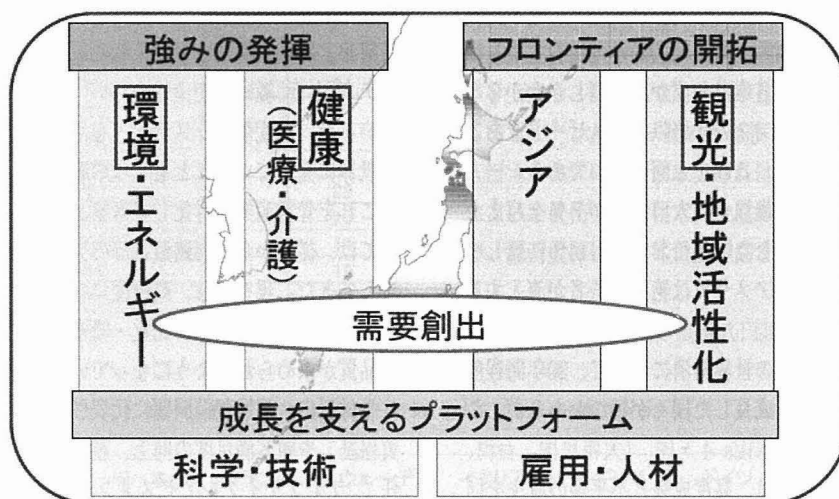 強みの発揮
フロンティアの開拓
環境・エネルギー
健康
（医療・介護）
アジア
観光・地域活性化
需要創出
成長を支えるプラットフォーム
科学・技術
雇用・人材